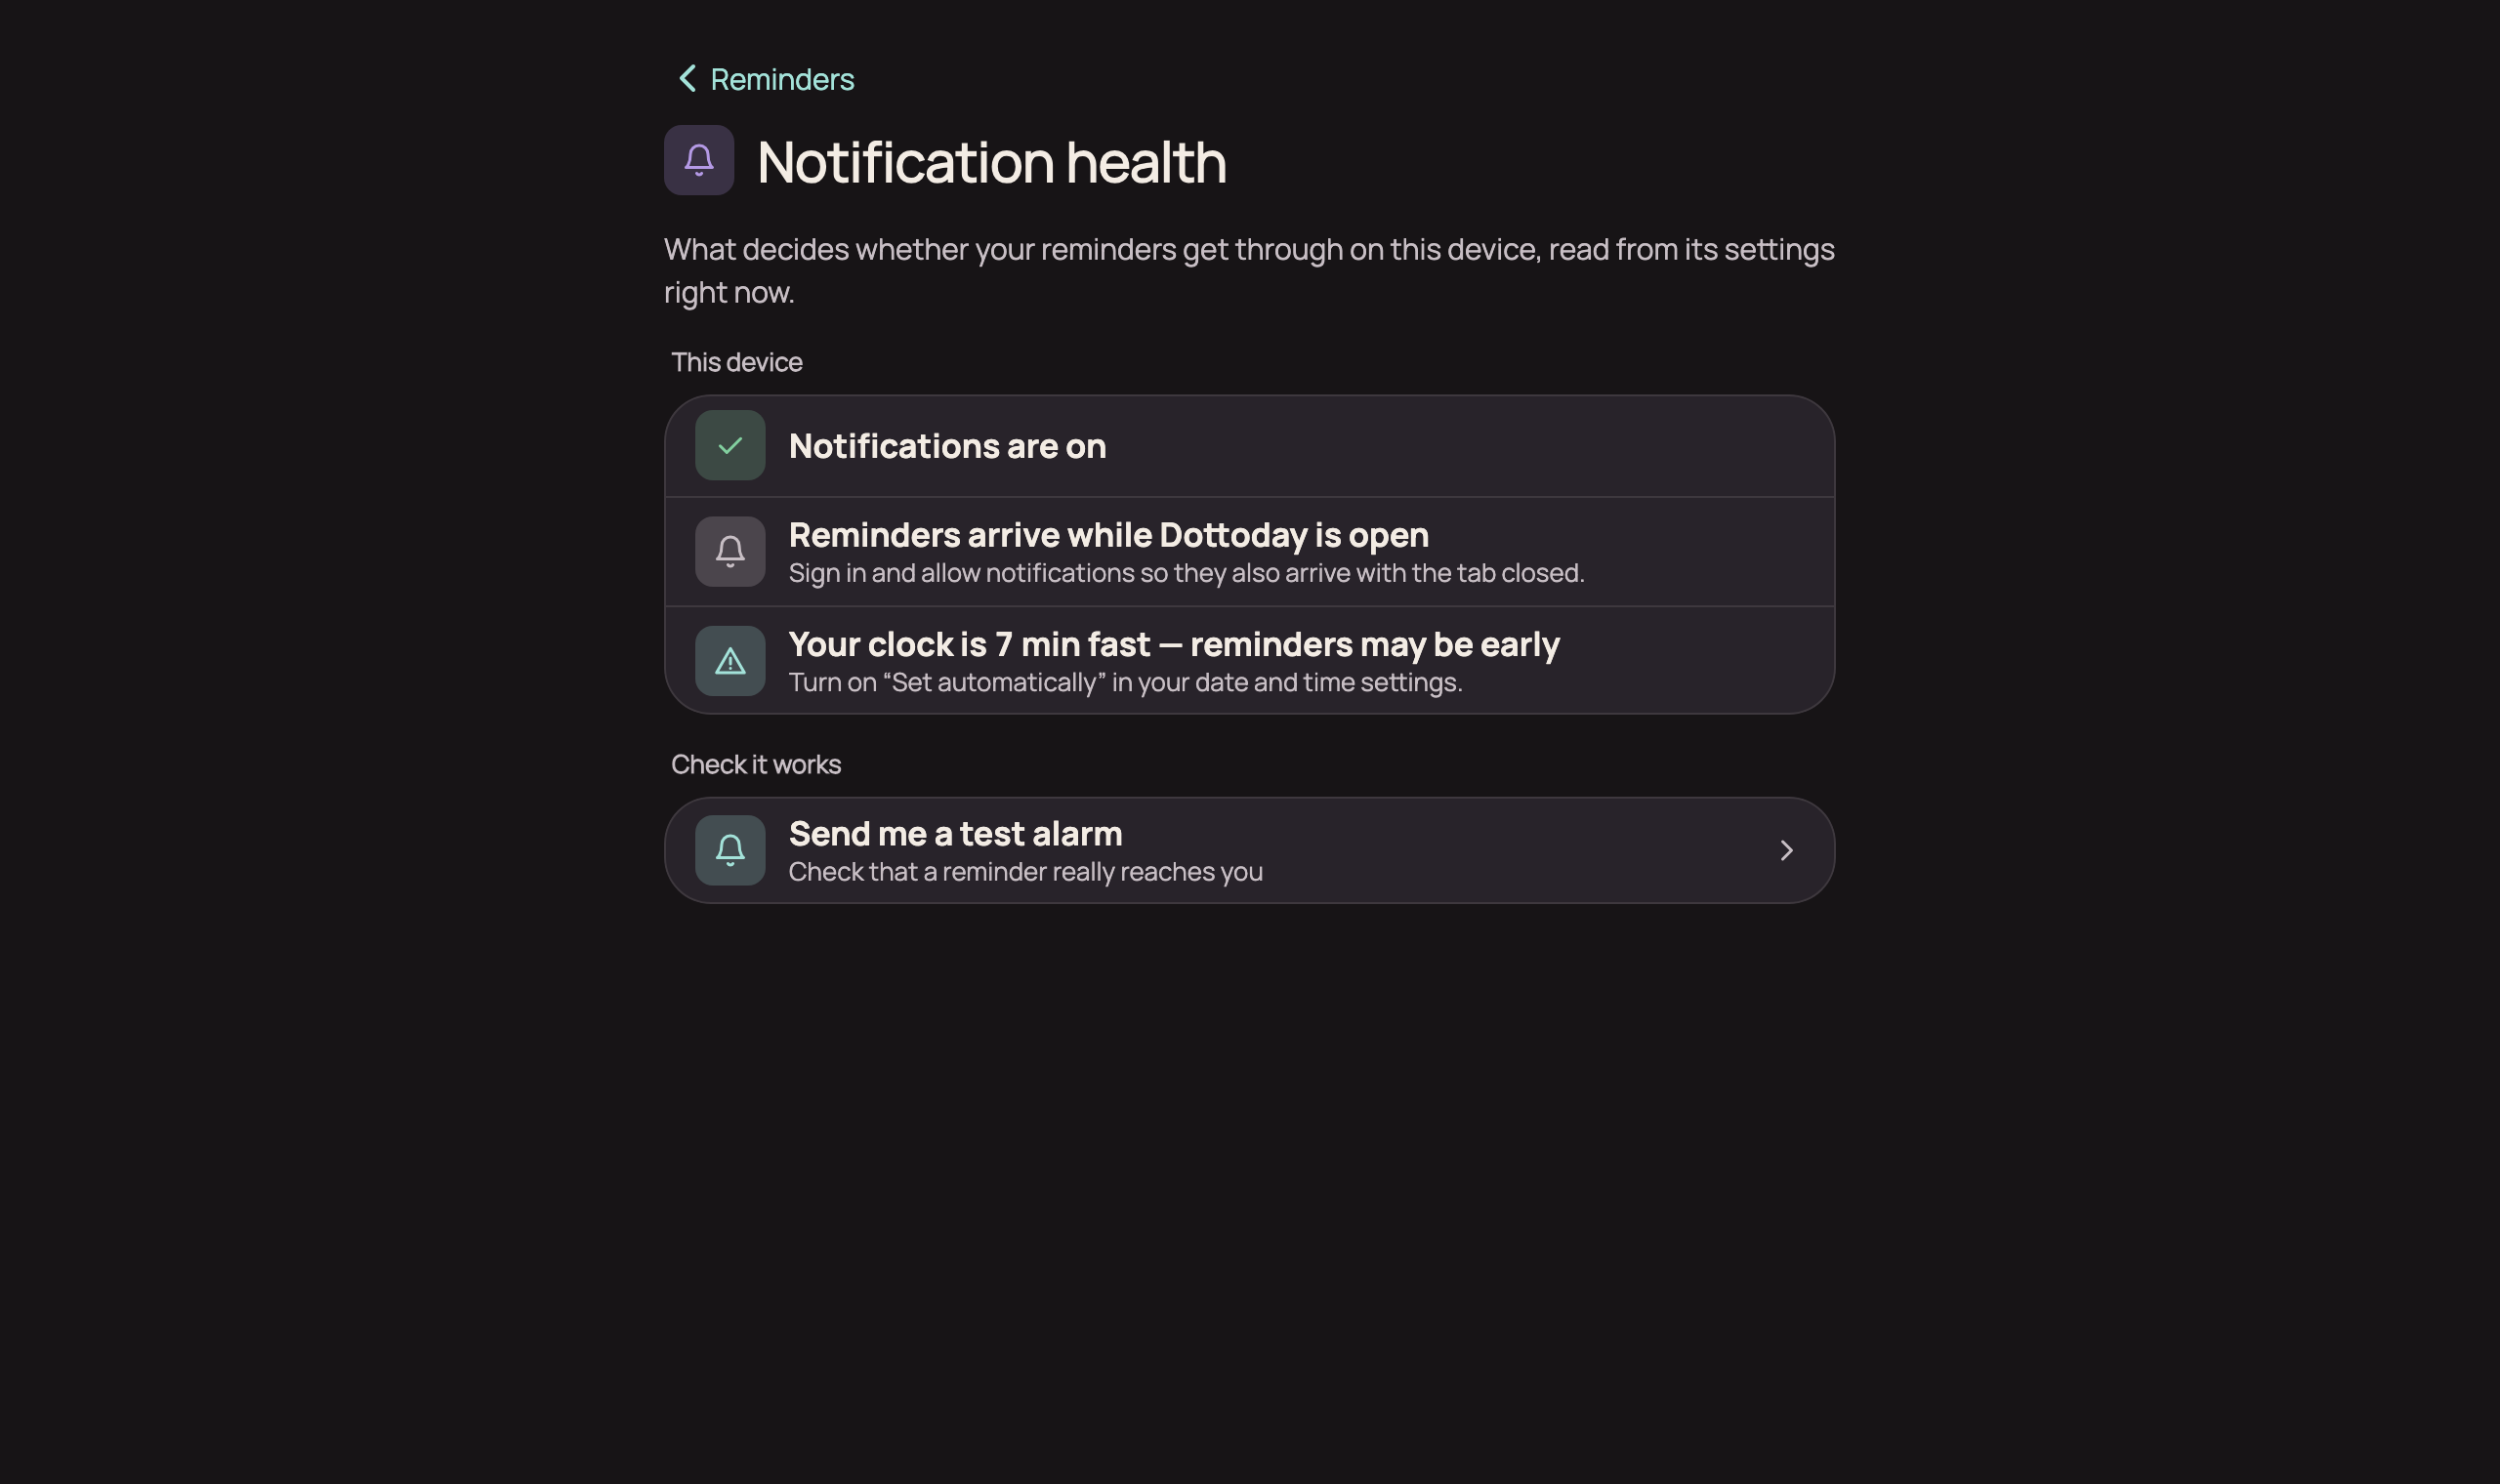 Reminders
Notification health
What decides whether your reminders get through on this device, read from its settings
right now.
This device
Notifications are on
Reminders arrive while Dottoday is open
Sign in and allow notifications so they also arrive with the tab closed.
Your clock is 7 min fast — reminders may be early
Turn on “Set automatically” in your date and time settings.
Check it works
Send me a test alarm
Check that a reminder really reaches you